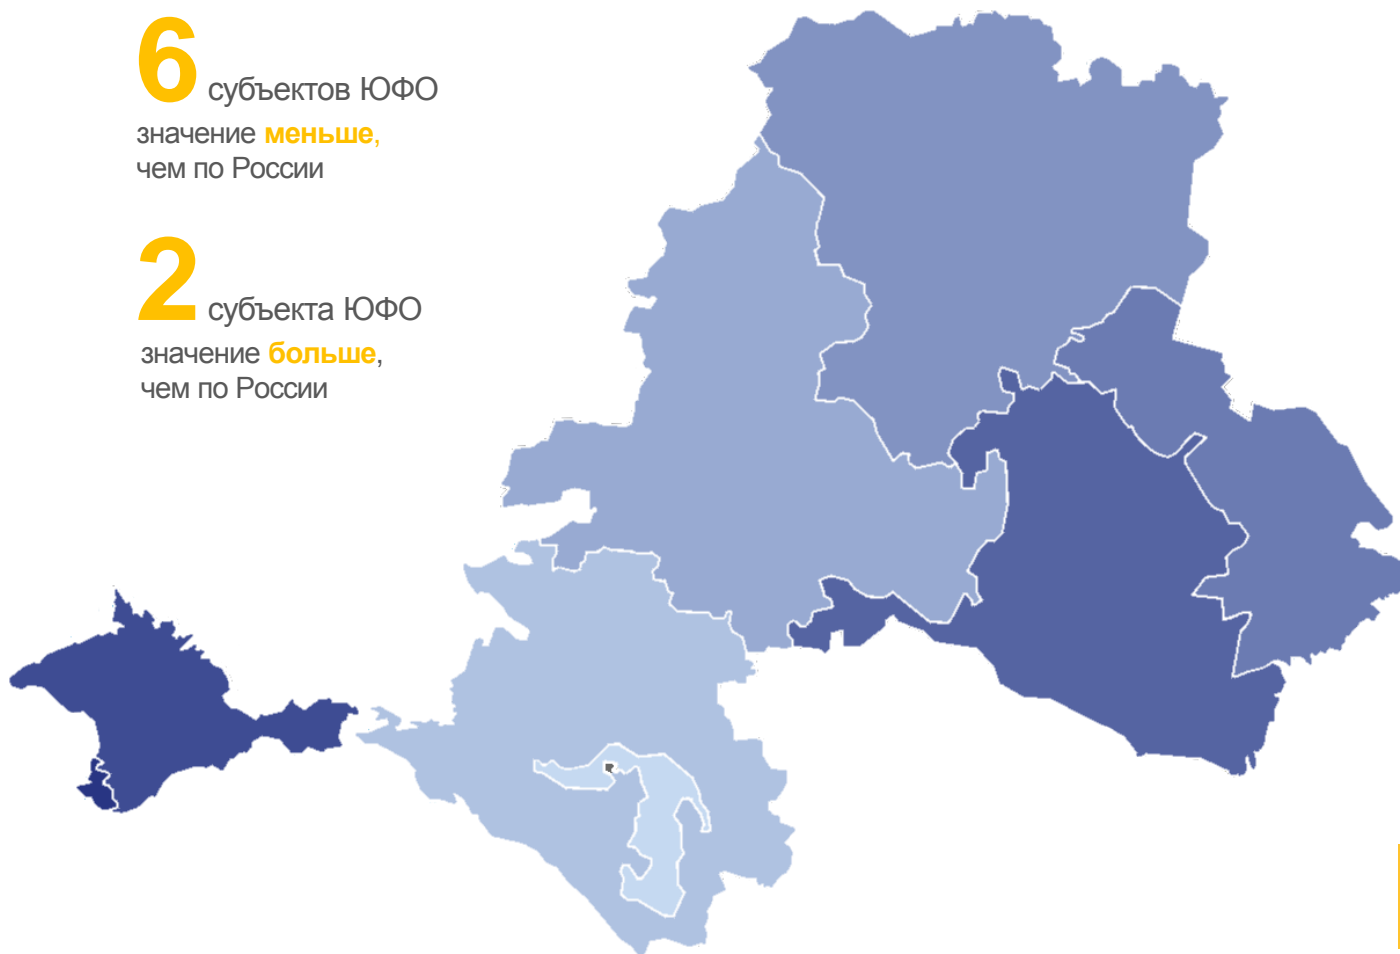 6 субъектов ЮФО
значение меньше,
чем по России
2 субъекта ЮФО
значение больше,
чем по России